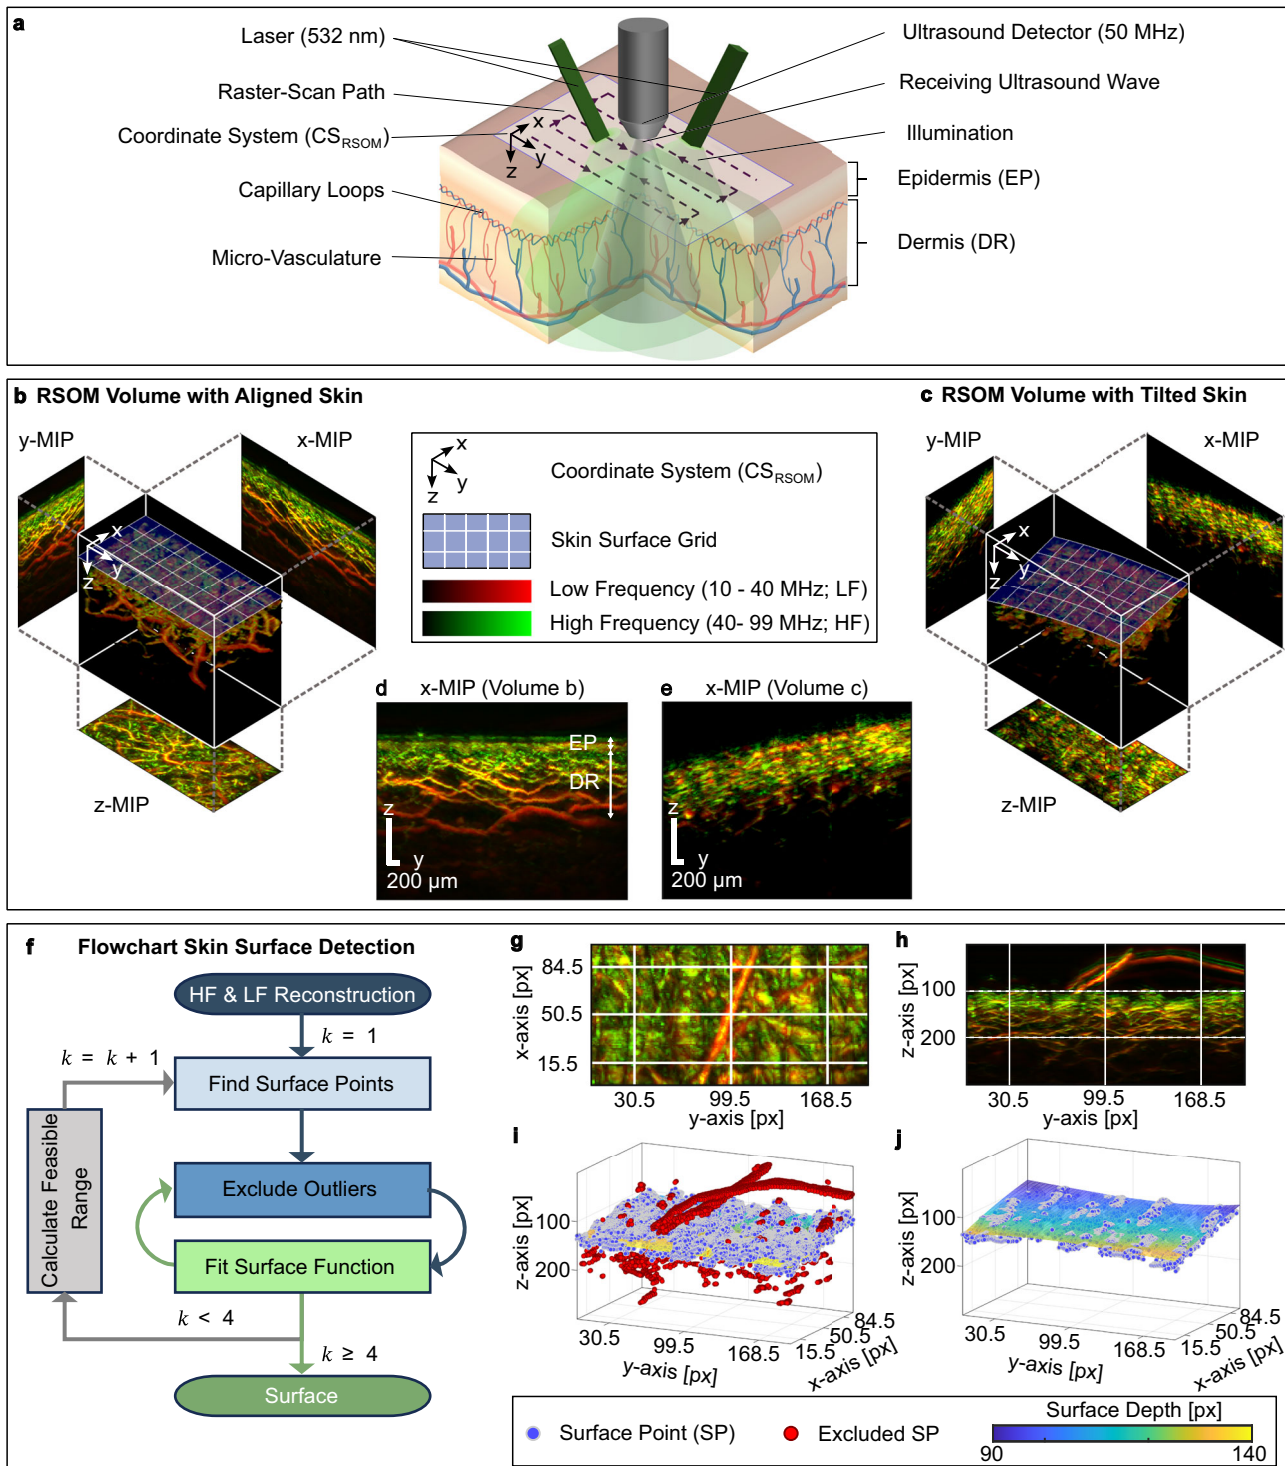 a
Laser (532 nm)
Raster-Scan Path
Coordinate System (CS_RSOM)
Capillary Loops
Micro-Vasculature
x
y
z
Ultrasound Detector (50 MHz)
Receiving Ultrasound Wave
Illumination
Epidermis (EP)
Dermis (DR)
b RSOM Volume with Aligned Skin
y-MIP
x-MIP
x
y
z
z-MIP
x
y
z
Coordinate System (CS_RSOM)
Skin Surface Grid
Low Frequency (10 - 40 MHz; LF)
High Frequency (40- 99 MHz; HF)
c RSOM Volume with Tilted Skin
y-MIP
x-MIP
x
y
z
z-MIP
d x-MIP (Volume b)
EP
DR
z
y
200 µm
e x-MIP (Volume c)
z
y
200 µm
f Flowchart Skin Surface Detection
HF & LF Reconstruction
k = 1
k = k + 1
Find Surface Points
Calculate Feasible
Range
Exclude Outliers
Fit Surface Function
k < 4
k ≥ 4
Surface
g
x-axis [px]
84.5
50.5
15.5
30.5 99.5 168.5
y-axis [px]
h
z-axis [px]
100
200
30.5 99.5 168.5
y-axis [px]
i
z-axis [px]
100
200
30.5 99.5 168.5
y-axis [px]
15.5 50.5 84.5
x-axis [px]
j
z-axis [px]
100
200
30.5 99.5 168.5
y-axis [px]
15.5 50.5 84.5
x-axis [px]
Surface Point (SP)
Excluded SP
Surface Depth [px]
90 140